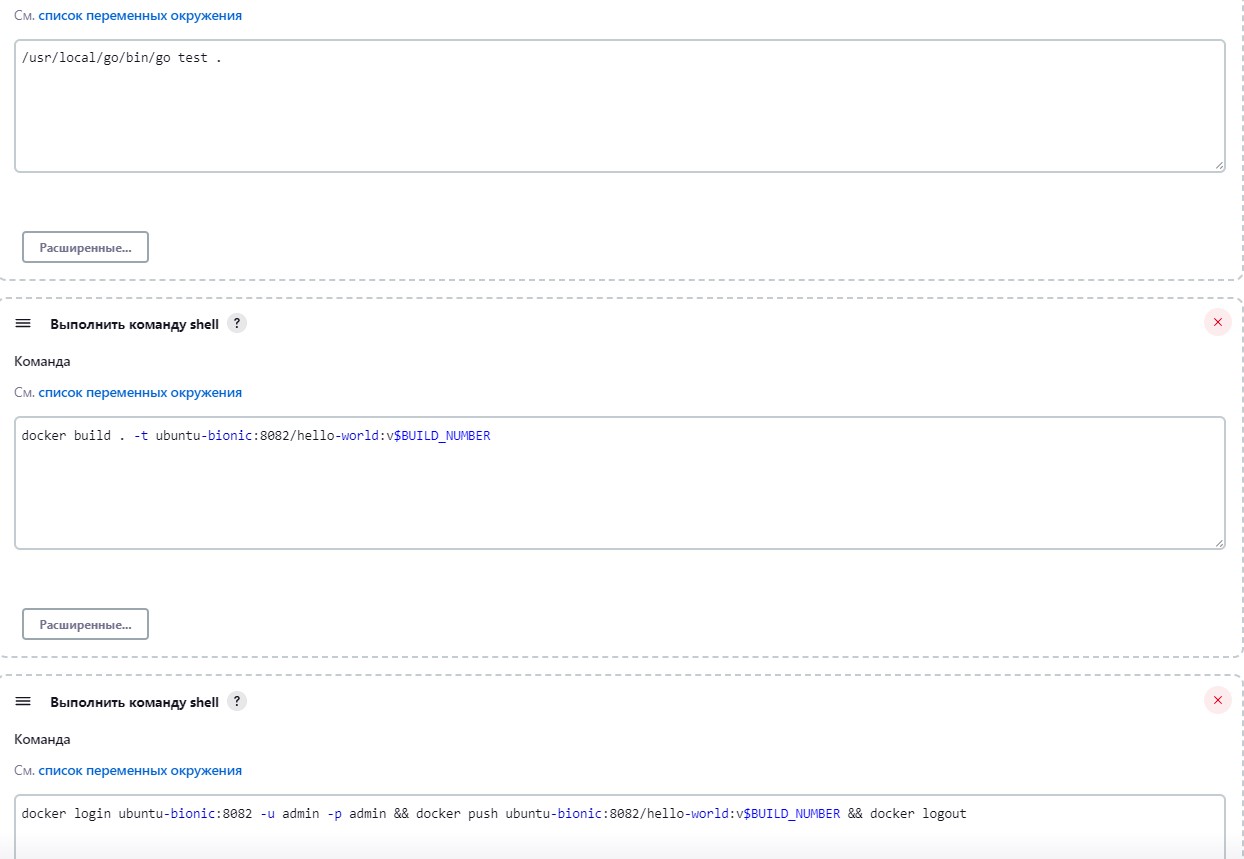 См. список переменных окружения
/usr/local/go/bin/go test .
Расширенные...
Выполнить команду shell ?
Команда
См. список переменных окружения
docker build . -t ubuntu-bionic:8082/hello-world:v$BUILD_NUMBER
Расширенные...
Выполнить команду shell ?
Команда
См. список переменных окружения
docker login ubuntu-bionic:8082 -u admin -p admin && docker push ubuntu-bionic:8082/hello-world:v$BUILD_NUMBER && docker logout